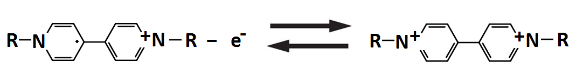 R–N +N–R – e⁻ R–N⁺ ⁺N–R